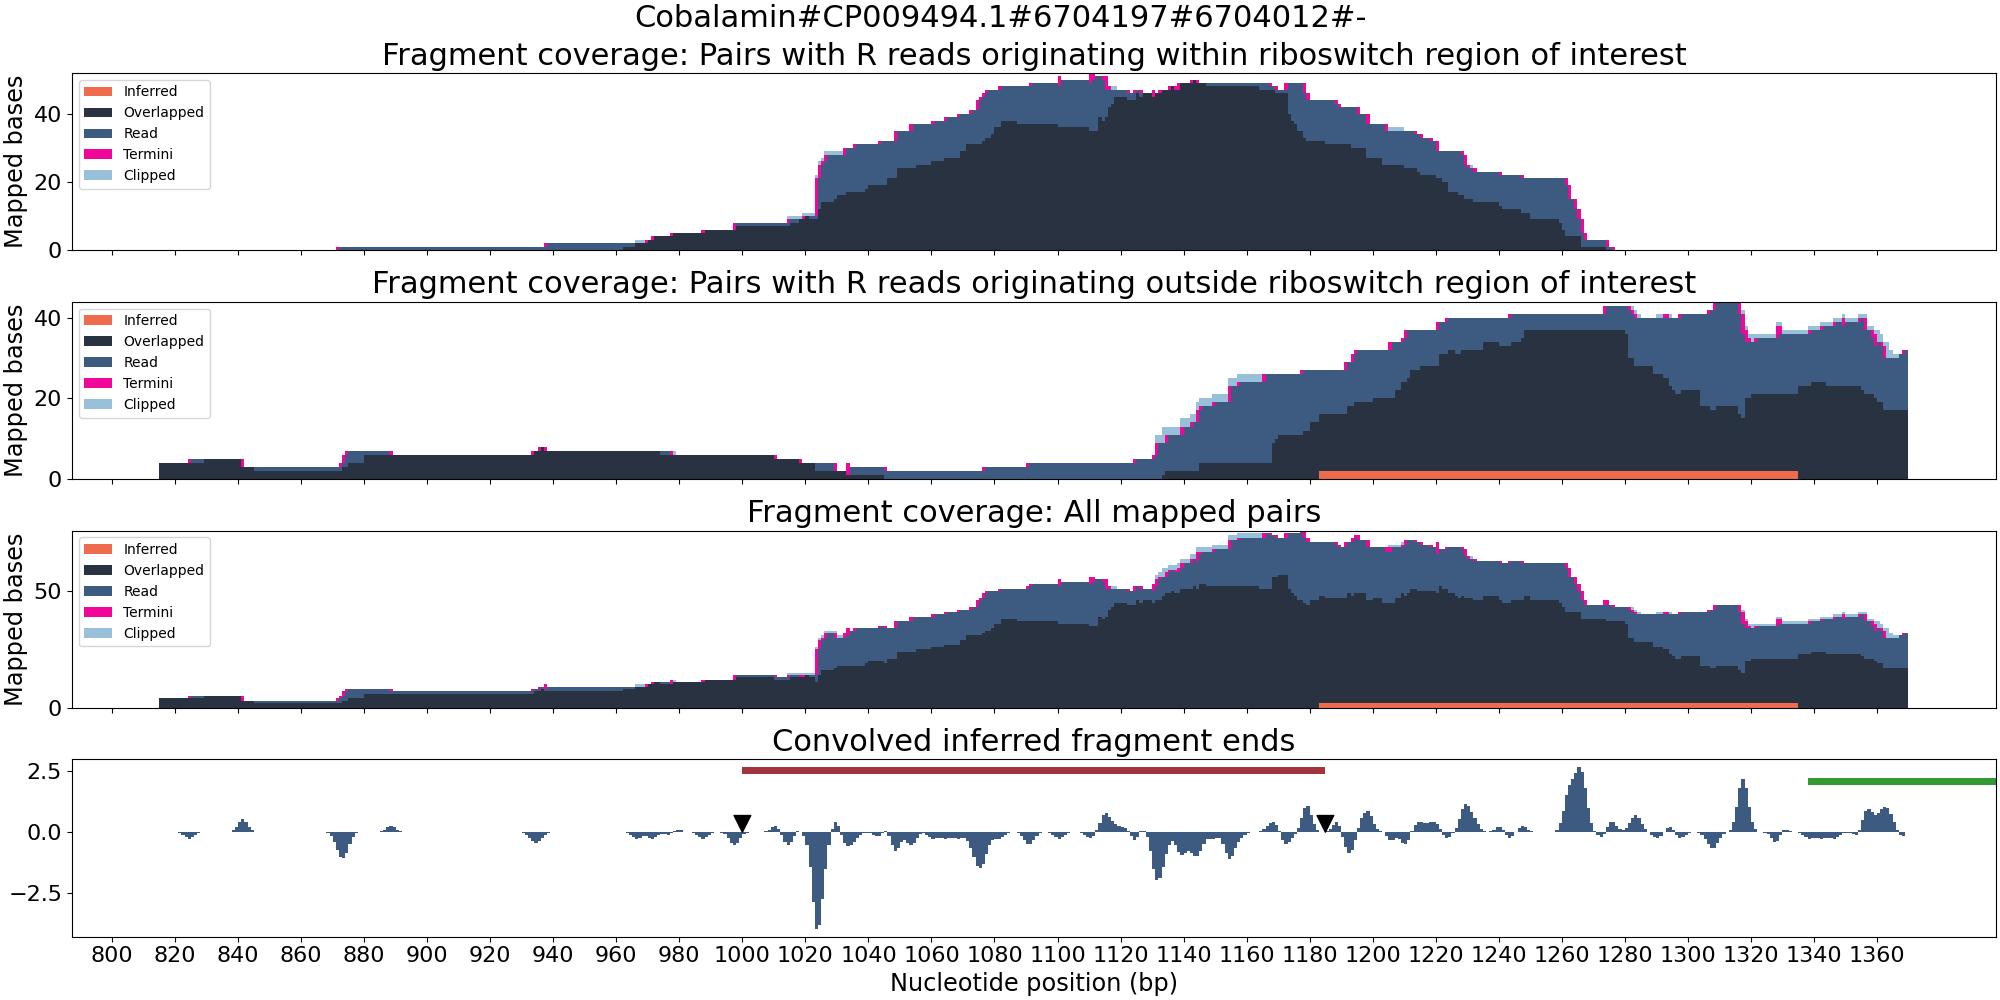 Cobalamin#CP009494.1#6704197#6704012#-
Fragment coverage: Pairs with R reads originating within riboswitch region of interest
Mapped bases
40
20
0
Inferred
Overlapped
Read
Termini
Clipped
Fragment coverage: Pairs with R reads originating outside riboswitch region of interest
Mapped bases
40
20
0
Inferred
Overlapped
Read
Termini
Clipped
Fragment coverage: All mapped pairs
Mapped bases
50
0
Inferred
Overlapped
Read
Termini
Clipped
Convolved inferred fragment ends
2.5
0.0
−2.5
800 820 840 860 880 900 920 940 960 980 1000 1020 1040 1060 1080 1100 1120 1140 1160 1180 1200 1220 1240 1260 1280 1300 1320 1340 1360
Nucleotide position (bp)